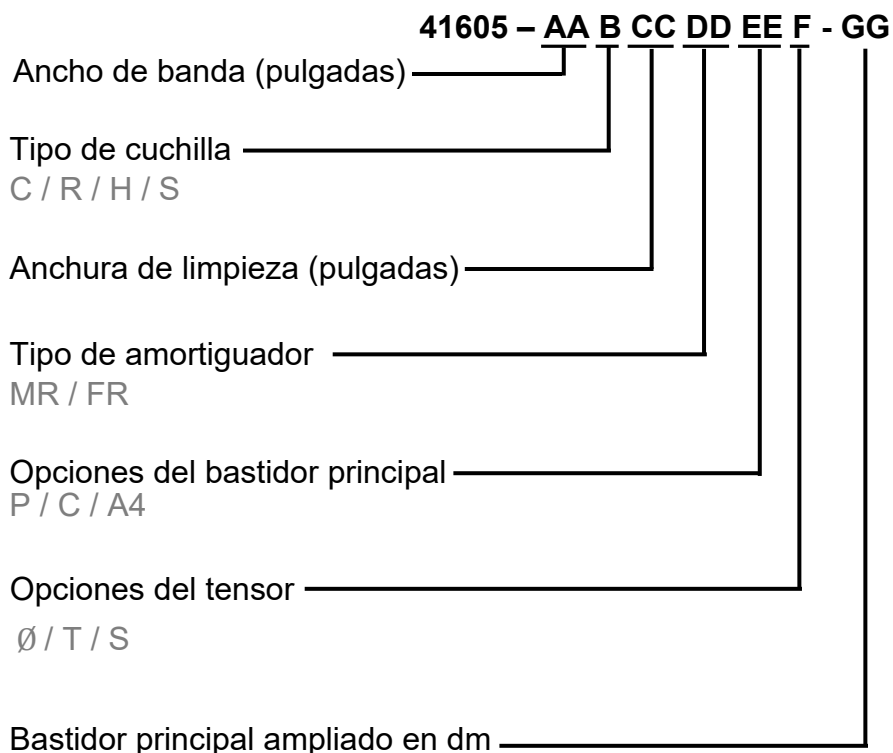 41605 – AA B CC DD EE F - GG
Ancho de banda (pulgadas)
Tipo de cuchilla
C / R / H / S
Anchura de limpieza (pulgadas)
Tipo de amortiguador
MR / FR
Opciones del bastidor principal
P / C / A4
Opciones del tensor
Ø / T / S
Bastidor principal ampliado en dm